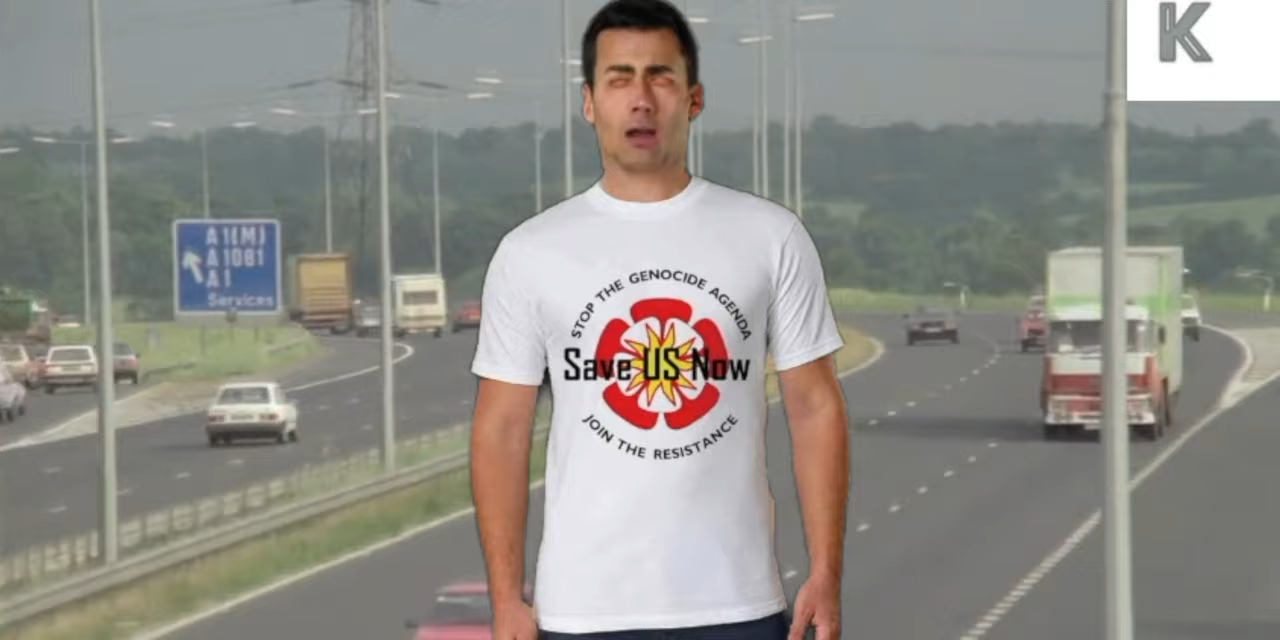 K
A1(M)
A1081
A1
Services
STOP THE GENOCIDE AGENDA
Save US Now
JOIN THE RESISTANCE